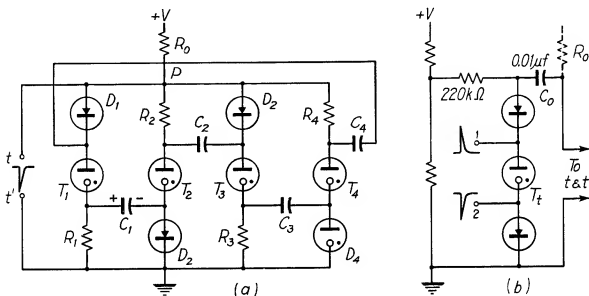 +V
R₀
P
D₁
R₂
C₂
D₂
R₄
C₄
t
t'
T₁
T₂
T₃
T₄
+ −
C₁
R₁
D₂
R₃
C₃
D₄
(a)
+V
0.01μf
R₀
220kΩ
C₀
1
T_t
To
t & t
2
(b)